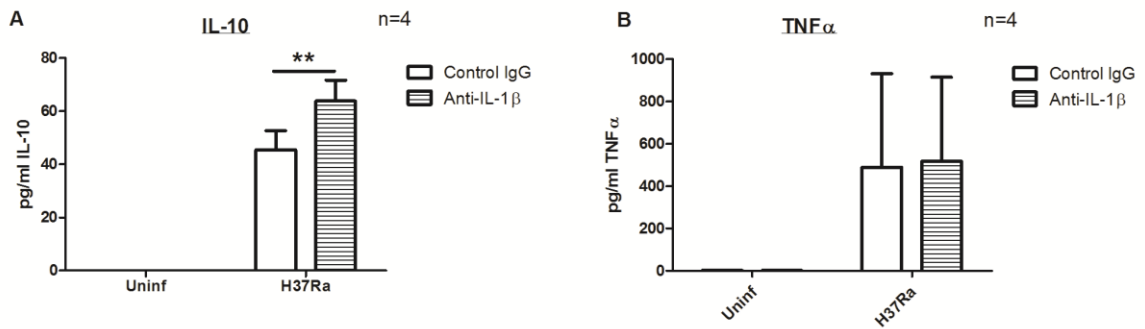 A
IL-10
n=4
80
60
40
20
0
pg/ml IL-10
**
Control IgG
Anti-IL-1β
Uninf
H37Ra
B
TNFα
n=4
1000
800
600
400
200
0
pg/ml TNFα
Control IgG
Anti-IL-1β
Uninf
H37Ra